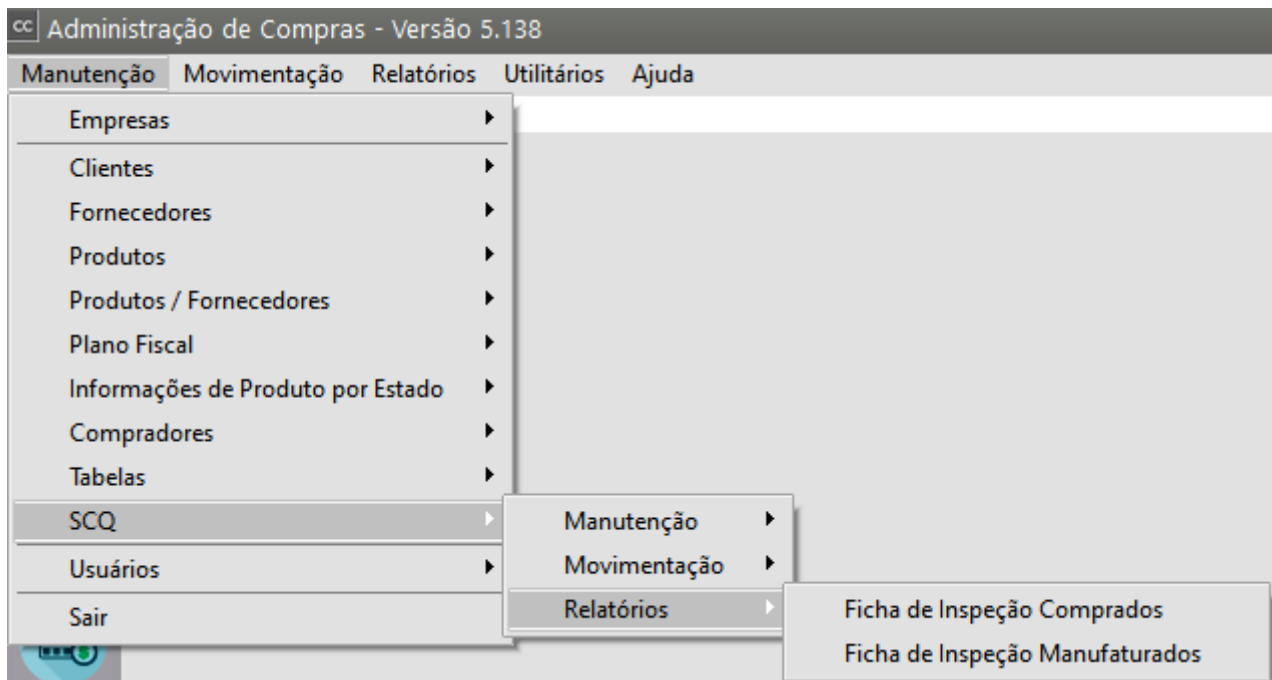 cc Administração de Compras - Versão 5.138
Manutenção Movimentação Relatórios Utilitários Ajuda
Empresas
Clientes
Fornecedores
Produtos
Produtos / Fornecedores
Plano Fiscal
Informações de Produto por Estado
Compradores
Tabelas
SCQ
Usuários
Sair
Manutenção
Movimentação
Relatórios
Ficha de Inspeção Comprados
Ficha de Inspeção Manufaturados